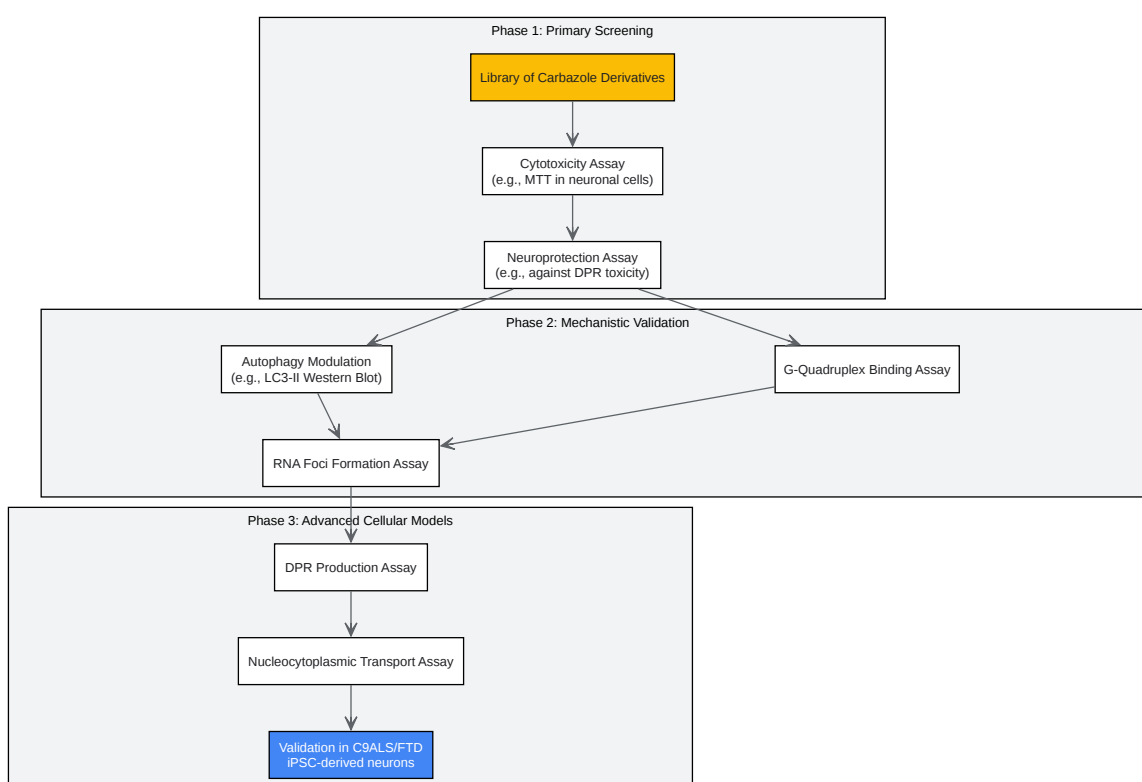 Phase 1: Primary Screening
Library of Carbazole Derivatives
Cytotoxicity Assay
(e.g., MTT in neuronal cells)
Neuroprotection Assay
(e.g., against DPR toxicity)
Phase 2: Mechanistic Validation
Autophagy Modulation
(e.g., LC3-II Western Blot)
G-Quadruplex Binding Assay
RNA Foci Formation Assay
Phase 3: Advanced Cellular Models
DPR Production Assay
Nucleocytoplasmic Transport Assay
Validation in C9ALS/FTD
iPSC-derived neurons